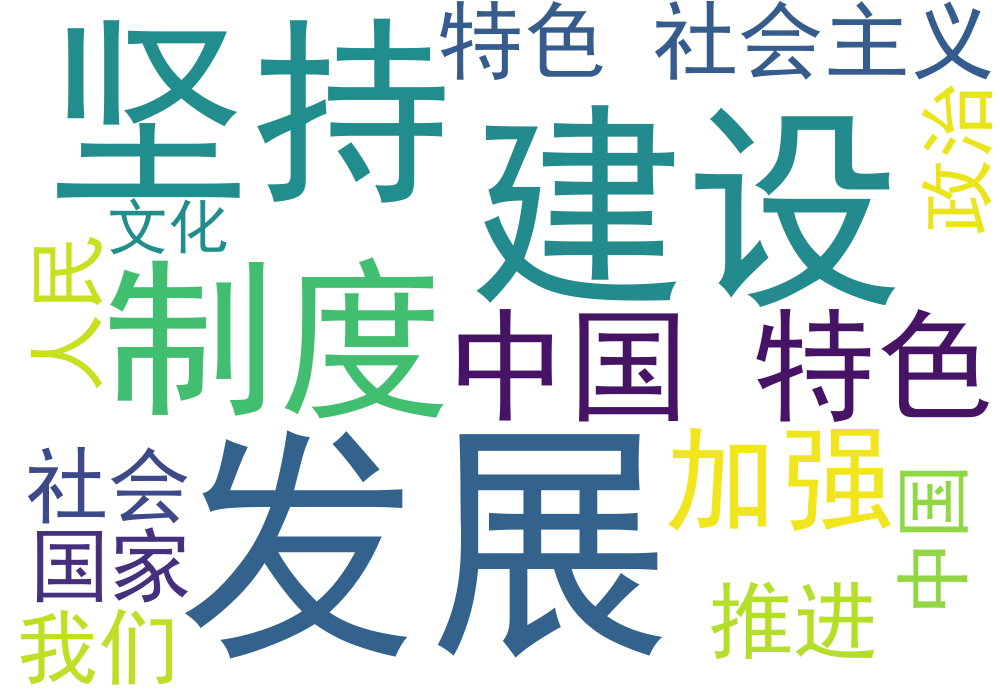 坚持
特色 社会主义
建设
政治
文化
人民
制度
中国 特色
发展
加强
社会
国家
中国
我们
推进